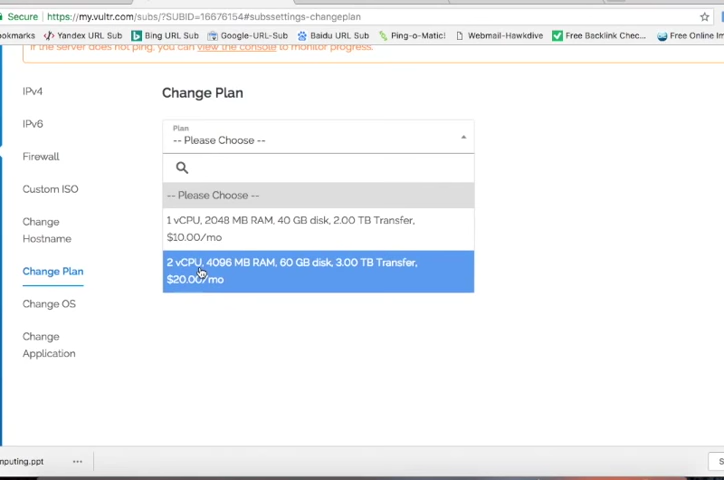 Secure https://my.vultr.com/subs/?SUBID=16676154#subssettings-changeplan
okmarks Yandex URL Sub Bing URL SUB Google-URL-Sub Baidu URL SUB Ping-o-Matic! Webmail-Hawkdive Free Backlink Chec... Free Online Im
If the server does not ping, you can view the console to monitor progress.
IPv4
Change Plan
IPv6
Plan
-- Please Choose --
Firewall
Custom ISO
-- Please Choose --
Change
Hostname
1 vCPU, 2048 MB RAM, 40 GB disk, 2.00 TB Transfer,
$10.00/mo
Change Plan
2 vCPU, 4096 MB RAM, 60 GB disk, 3.00 TB Transfer,
$20.00/mo
Change OS
Change
Application
mputing.ppt
S